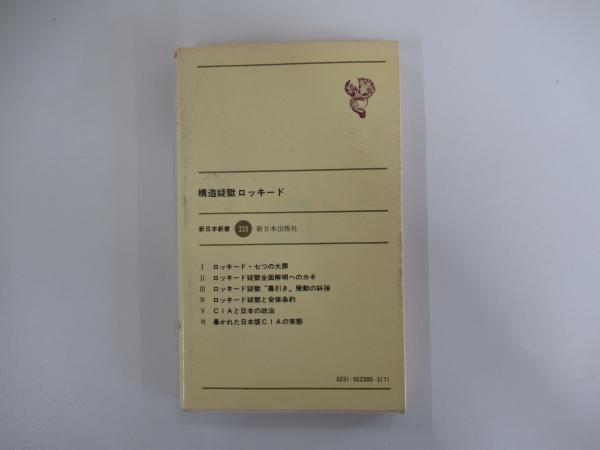 構造疑獄ロッキード
新日本新書 223 新日本出版社
I ロッキード・七つの大罪
II ロッキード疑獄全面解明へのカギ
III ロッキード疑獄〝幕引き〟策動の糾弾
IV ロッキード疑獄と安保条約
V CIAと日本の政治
VI 暴かれた日本版CIAの実態
0231-022300-3171